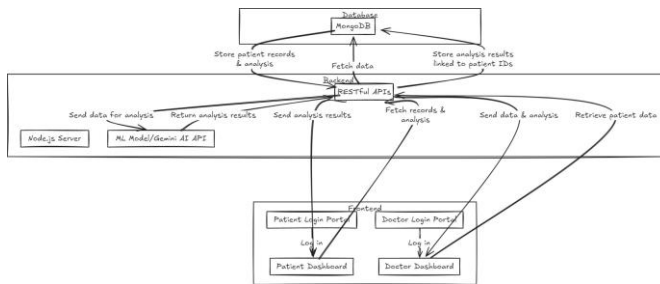 Database
MongoDB
Store patient records
& analysis
Fetch data
Store analysis results
linked to patient IDs
Backend
RESTful APIs
Send data for analysis
Return analysis results
Send analysis results
Fetch records &
analysis
Send data & analysis
Retrieve patient data
Node.js Server
ML Model/Gemini AI API
Frontend
Patient Login Portal
Doctor Login Portal
Log in
Log in
Patient Dashboard
Doctor Dashboard